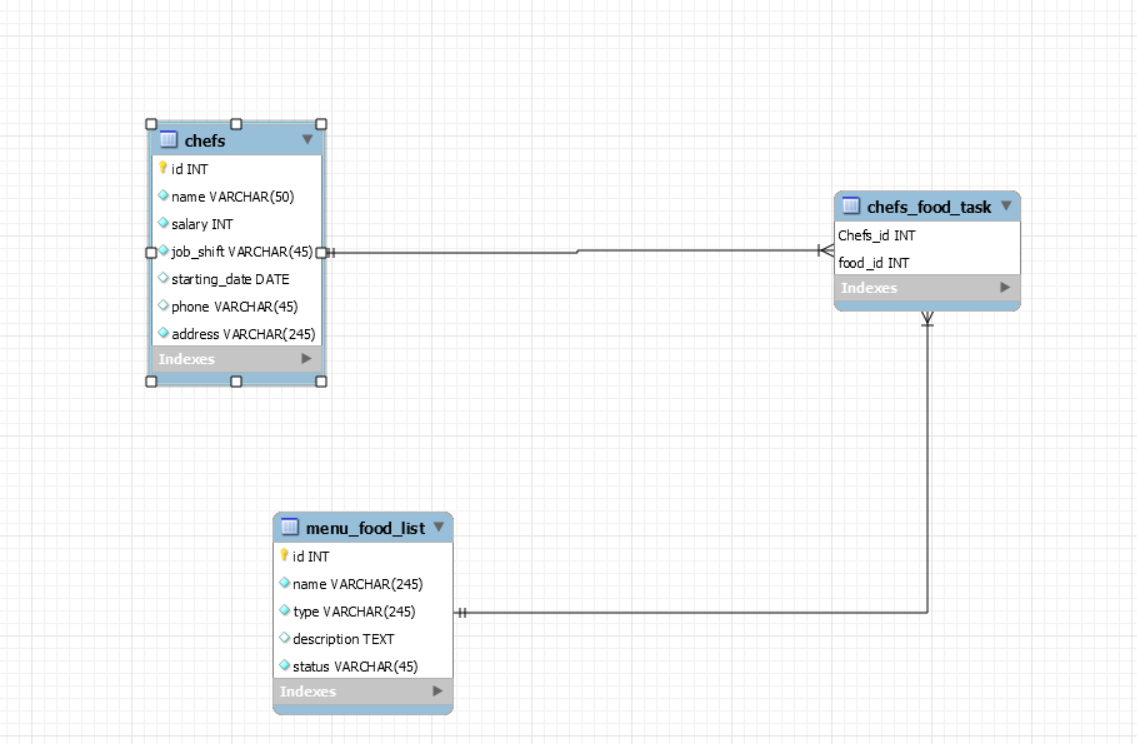 chefs
id INT
name VARCHAR(50)
salary INT
job_shift VARCHAR(45)
starting_date DATE
phone VARCHAR(45)
address VARCHAR(245)
Indexes
chefs_food_task
Chefs_id INT
food_id INT
Indexes
menu_food_list
id INT
name VARCHAR(245)
type VARCHAR(245)
description TEXT
status VARCHAR(45)
Indexes